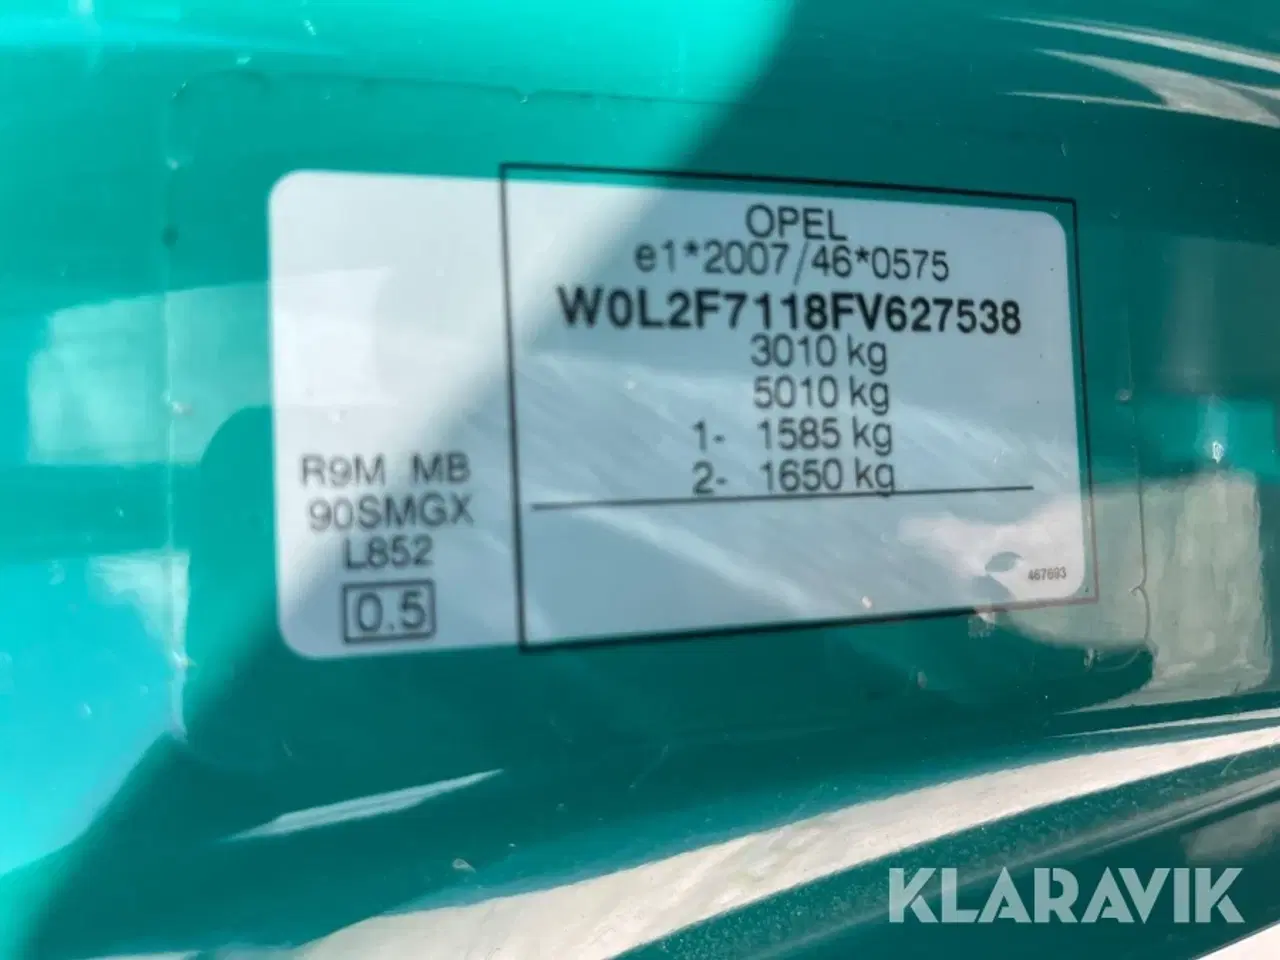 OPEL
e1*2007/46*0575
W0L2F7118FV627538
3010 kg
5010 kg
1- 1585 kg
2- 1650 kg
R9M MB
90SMGX
L852
0.5
467693
KLARAVIK